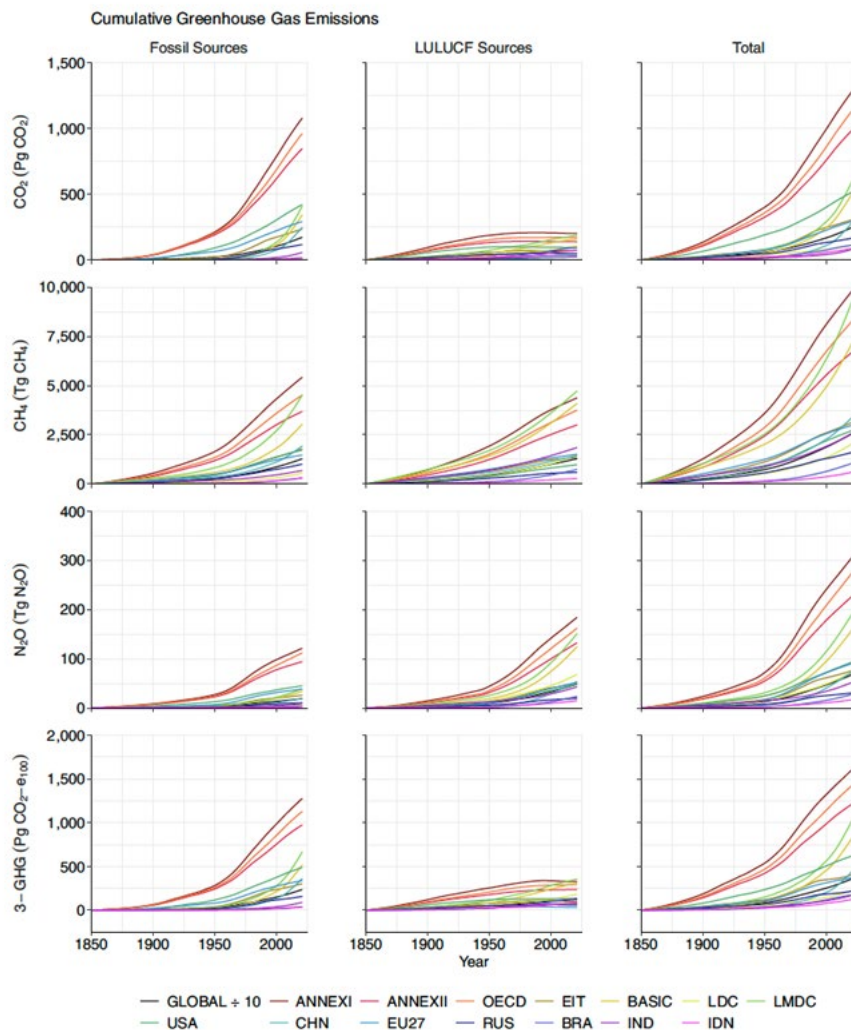 Cumulative Greenhouse Gas Emissions
Fossil Sources LULUCF Sources Total
CO₂ (Pg CO₂)
1,500
1,000
500
0
CH₄ (Tg CH₄)
10,000
7,500
5,000
2,500
0
N₂O (Tg N₂O)
400
300
200
100
0
3–GHG (Pg CO₂–e₁₀₀)
2,000
1,500
1,000
500
0
1850 1900 1950 2000 1850 1900 1950 2000 1850 1900 1950 2000
Year
GLOBAL ÷ 10 ANNEXI ANNEXII OECD EIT BASIC LDC LMDC
USA CHN EU27 RUS BRA IND IDN